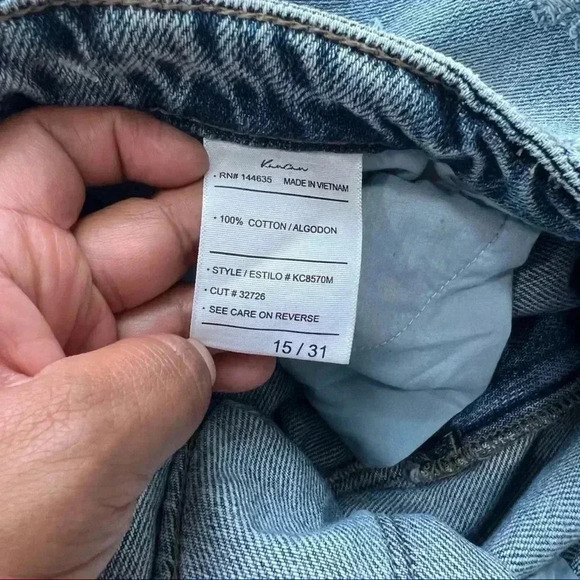 KanCan
· RN# 144635 MADE IN VIETNAM
· 100% COTTON / ALGODON
· STYLE / ESTILO # KC8570M
· CUT # 32726
· SEE CARE ON REVERSE
15 / 31